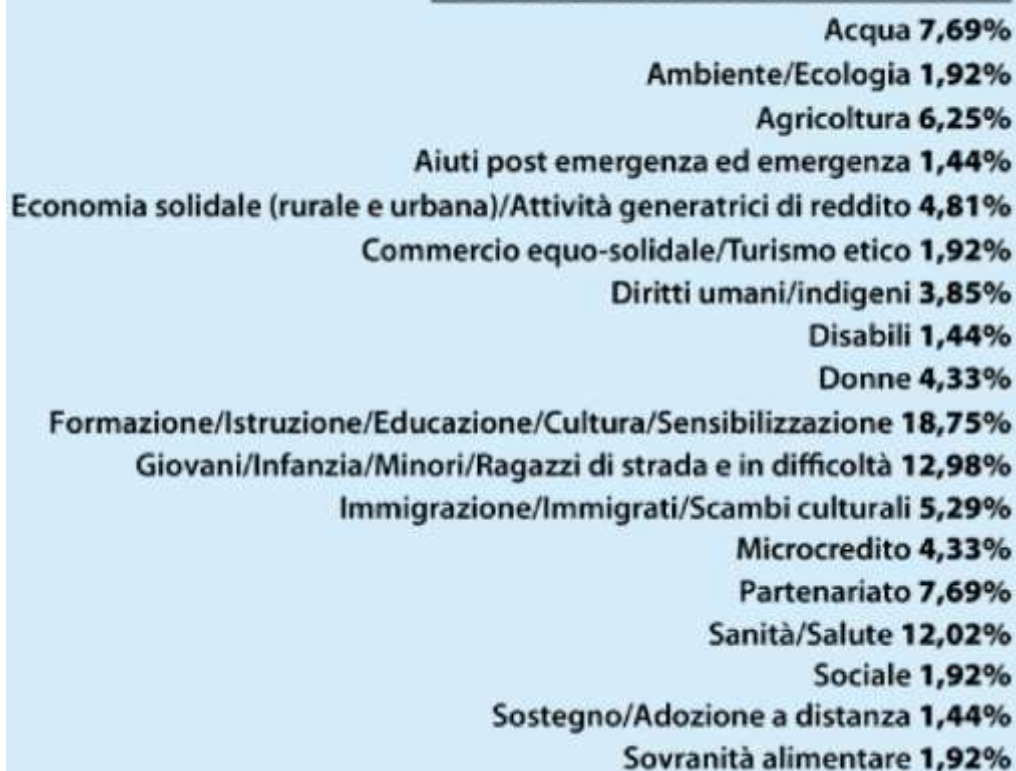 Acqua 7,69%
Ambiente/Ecologia 1,92%
Agricoltura 6,25%
Aiuti post emergenza ed emergenza 1,44%
Economia solidale (rurale e urbana)/Attività generatrici di reddito 4,81%
Commercio equo-solidale/Turismo etico 1,92%
Diritti umani/indigeni 3,85%
Disabili 1,44%
Donne 4,33%
Formazione/Istruzione/Educazione/Cultura/Sensibilizzazione 18,75%
Giovani/Infanzia/Minori/Ragazzi di strada e in difficoltà 12,98%
Immigrazione/Immigrati/Scambi culturali 5,29%
Microcredito 4,33%
Partenariato 7,69%
Sanità/Salute 12,02%
Sociale 1,92%
Sostegno/Adozione a distanza 1,44%
Sovranità alimentare 1,92%